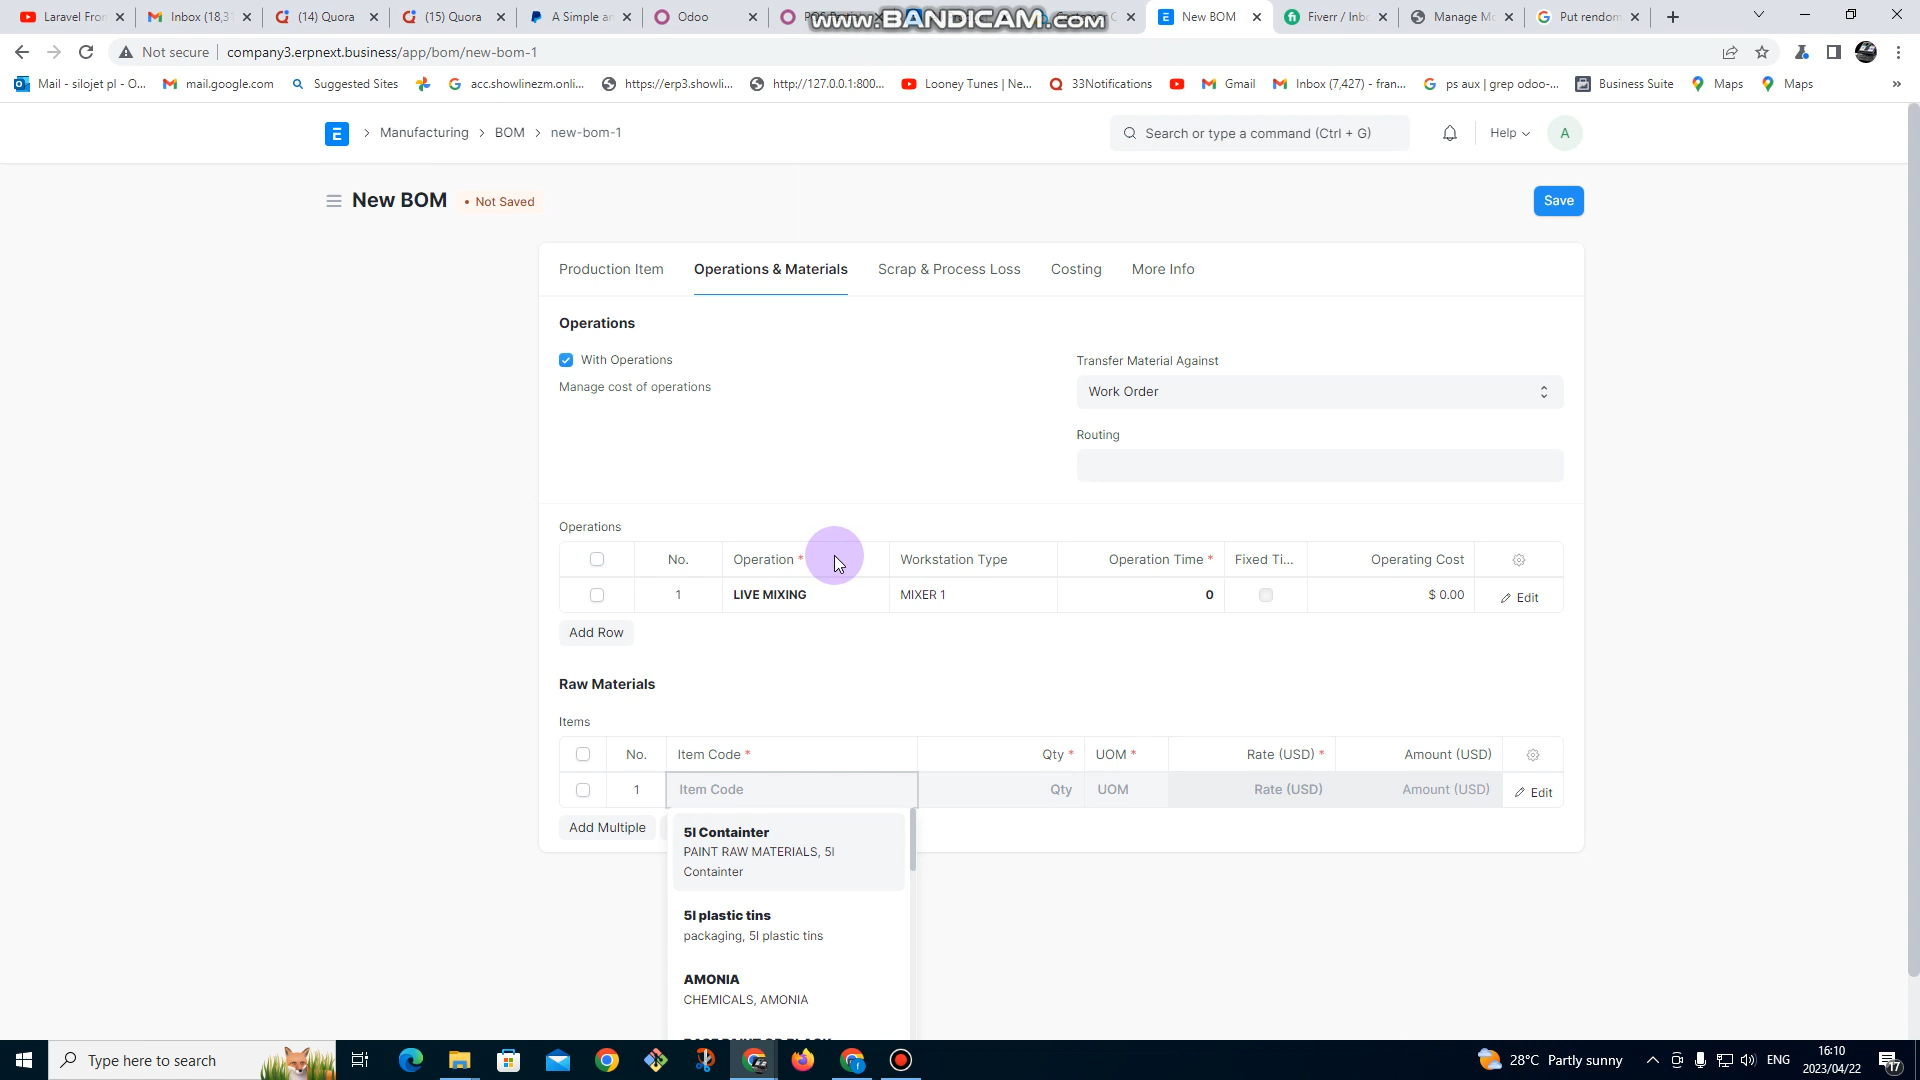 Laravel Fron
Inbox (18,31
(14) Quora
(15) Quora
A Simple an
Odoo
New BOM
Fiverr / Inbo
Manage Mo
Put rendom
www.BANDICAM.com
Not secure
company3.erpnext.business/app/bom/new-bom-1
Mail - silojet pl - O...
mail.google.com
Suggested Sites
acc.showlinezm.onli...
https://erp3.showli...
http://127.0.0.1:800...
Looney Tunes | Ne...
33Notifications
Gmail
Inbox (7,427) - fran...
ps aux | grep odoo-...
Business Suite
Maps
Maps
»
E
Manufacturing
BOM
new-bom-1
Search or type a command (Ctrl + G)
Help
A
New BOM
• Not Saved
Save
Production Item
Operations & Materials
Scrap & Process Loss
Costing
More Info
Operations
With Operations
Manage cost of operations
Transfer Material Against
Work Order
Routing
Operations
No. Operation * Workstation Type Operation Time * Fixed Ti... Operating Cost
1 LIVE MIXING MIXER 1 0 $ 0.00 Edit
Add Row
Raw Materials
Items
No. Item Code * Qty * UOM * Rate (USD) * Amount (USD)
1 Item Code Qty UOM Rate (USD) Amount (USD) Edit
Add Multiple
5l Containter
PAINT RAW MATERIALS, 5l
Containter
5l plastic tins
packaging, 5l plastic tins
AMONIA
CHEMICALS, AMONIA
Type here to search
28°C Partly sunny
ENG
16:10
2023/04/22
17